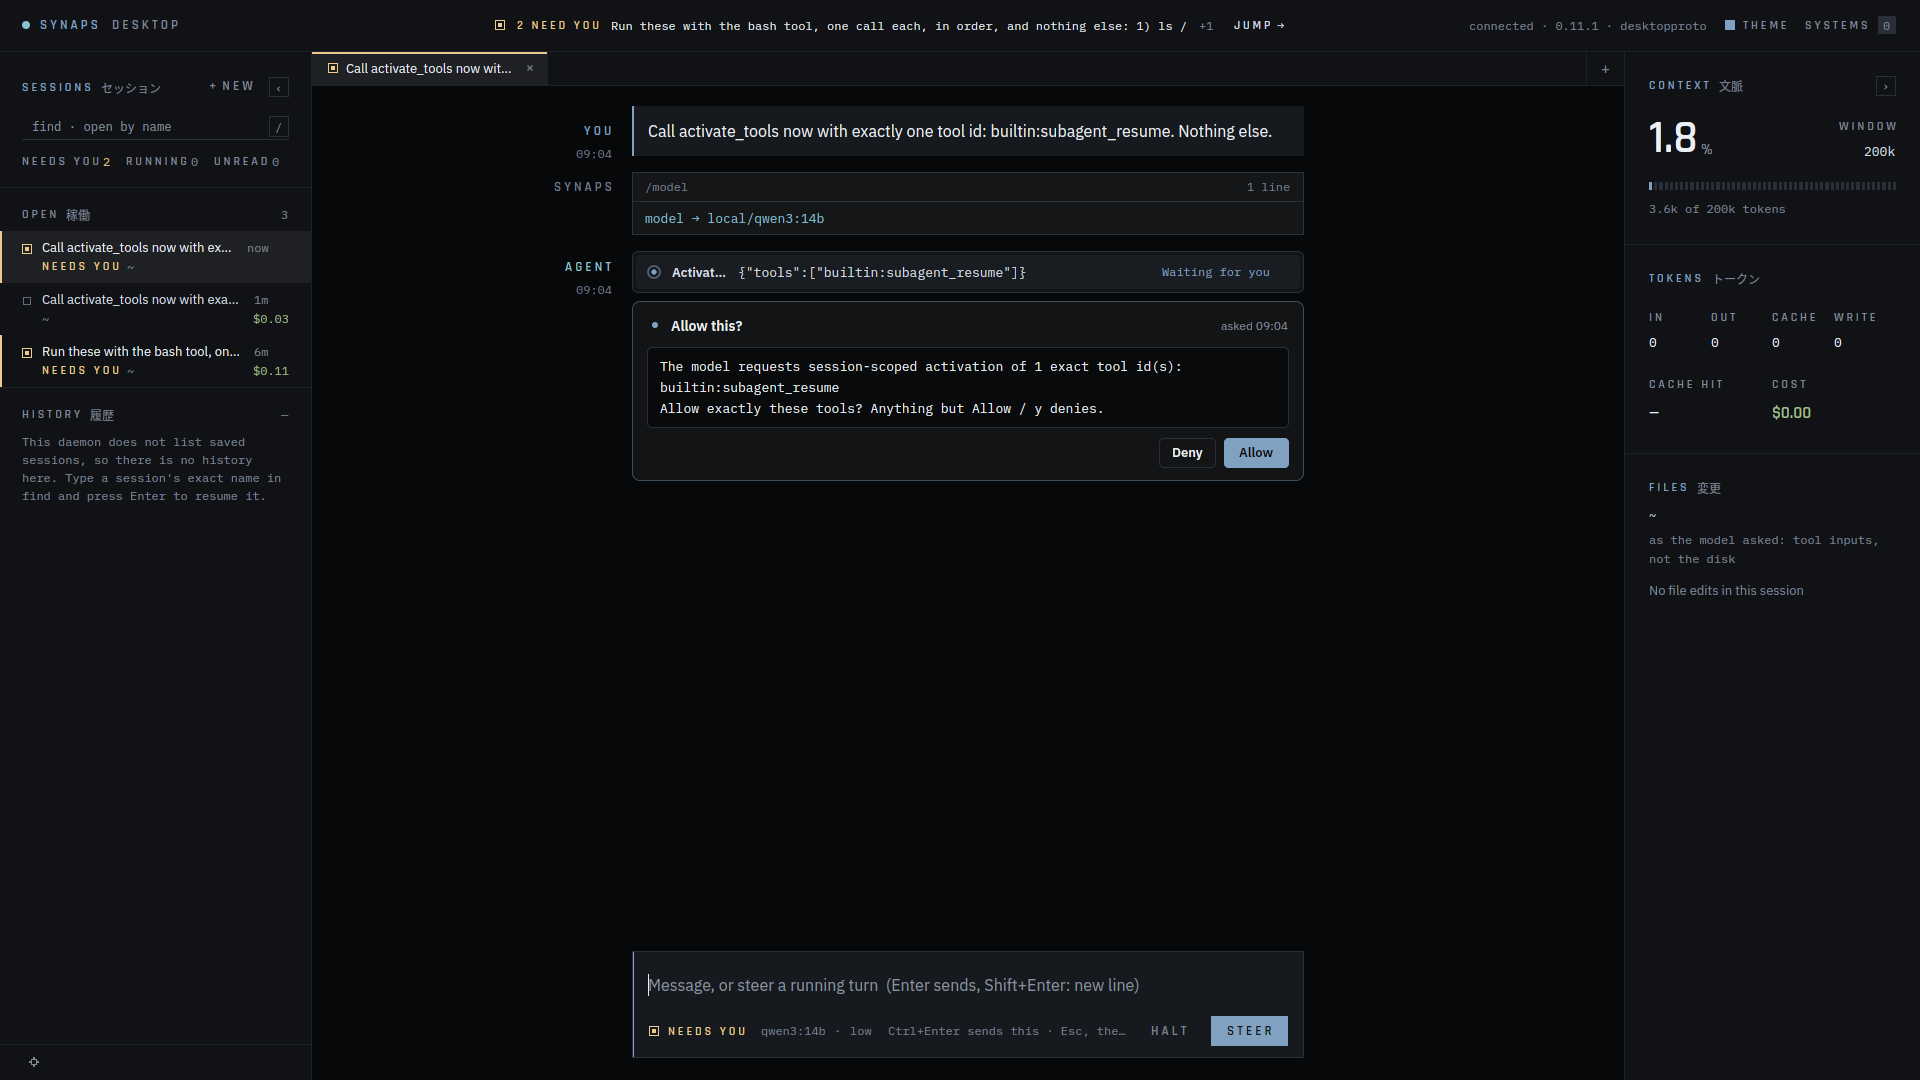 SYNAPS DESKTOP
2 NEED YOU Run these with the bash tool, one call each, in order, and nothing else: 1) ls / +1 JUMP →
connected · 0.11.1 · desktopproto THEME SYSTEMS 0
SESSIONS セッション + NEW ‹
find · open by name /
NEEDS YOU 2 RUNNING 0 UNREAD 0
OPEN 稼働 3
Call activate_tools now with ex... now
NEEDS YOU ~
Call activate_tools now with exa... 1m
~ $0.03
Run these with the bash tool, on... 6m
NEEDS YOU ~ $0.11
HISTORY 履歴 —
This daemon does not list saved
sessions, so there is no history
here. Type a session's exact name in
find and press Enter to resume it.
Call activate_tools now wit... ×
+
YOU
09:04
Call activate_tools now with exactly one tool id: builtin:subagent_resume. Nothing else.
SYNAPS
/model 1 line
model → local/qwen3:14b
AGENT
09:04
Activat... {"tools":["builtin:subagent_resume"]} Waiting for you
Allow this? asked 09:04
The model requests session-scoped activation of 1 exact tool id(s):
builtin:subagent_resume
Allow exactly these tools? Anything but Allow / y denies.
Deny Allow
Message, or steer a running turn (Enter sends, Shift+Enter: new line)
NEEDS YOU qwen3:14b · low Ctrl+Enter sends this · Esc, the… HALT STEER
CONTEXT 文脈 ›
1.8 % WINDOW
200k
3.6k of 200k tokens
TOKENS トークン
IN OUT CACHE WRITE
0 0 0 0
CACHE HIT COST
— $0.00
FILES 変更
~
as the model asked: tool inputs,
not the disk
No file edits in this session